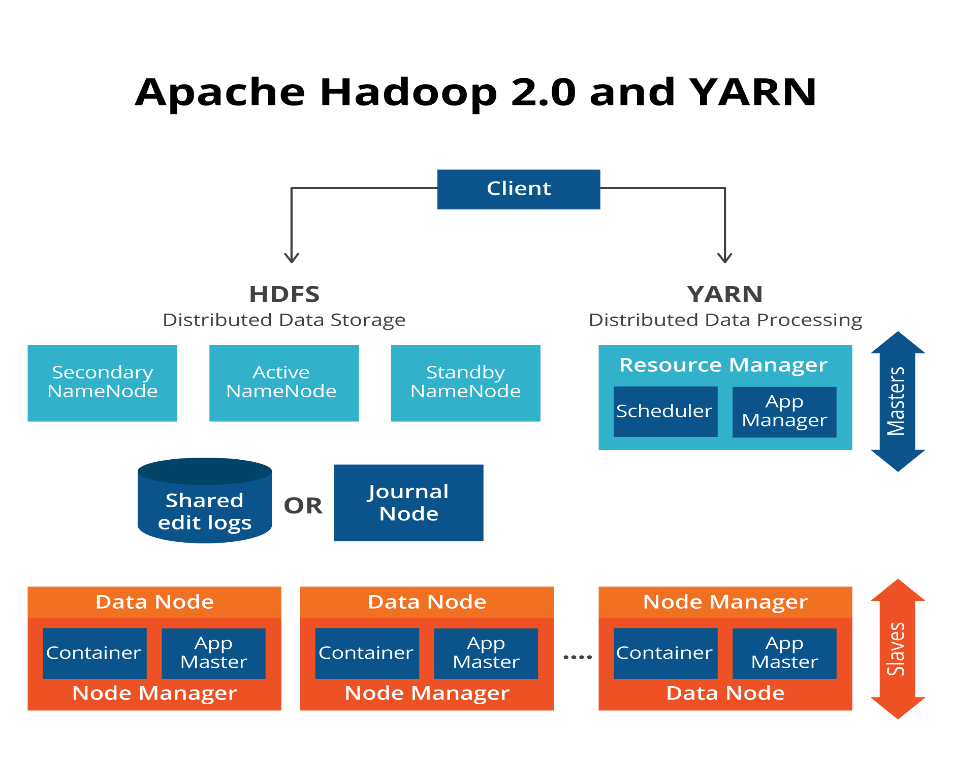 Apache Hadoop 2.0 and YARN
Client
HDFS
Distributed Data Storage
YARN
Distributed Data Processing
Secondary
NameNode
Active
NameNode
Standby
NameNode
Resource Manager
Scheduler
App
Manager
Masters
Shared
edit logs
OR
Journal
Node
Data Node
Container
App
Master
Node Manager
Data Node
Container
App
Master
Node Manager
....
Node Manager
Container
App
Master
Data Node
Slaves